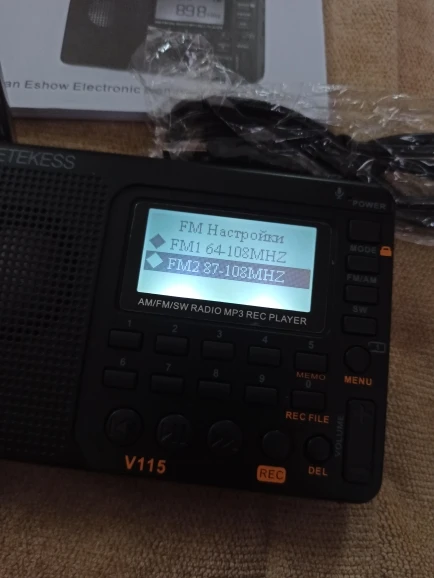 89.8
an Eshow Electronic
ETEKESS
POWER
FM Настройки
FM1 64-108MHZ
FM2 87-108MHZ
MODE
FM/AM
SW
AM/FM/SW RADIO MP3 REC PLAYER
1 2 3 4 5
MEMO
MENU
6 7 8 9 0
REC FILE
VOLUME
V115
REC
DEL